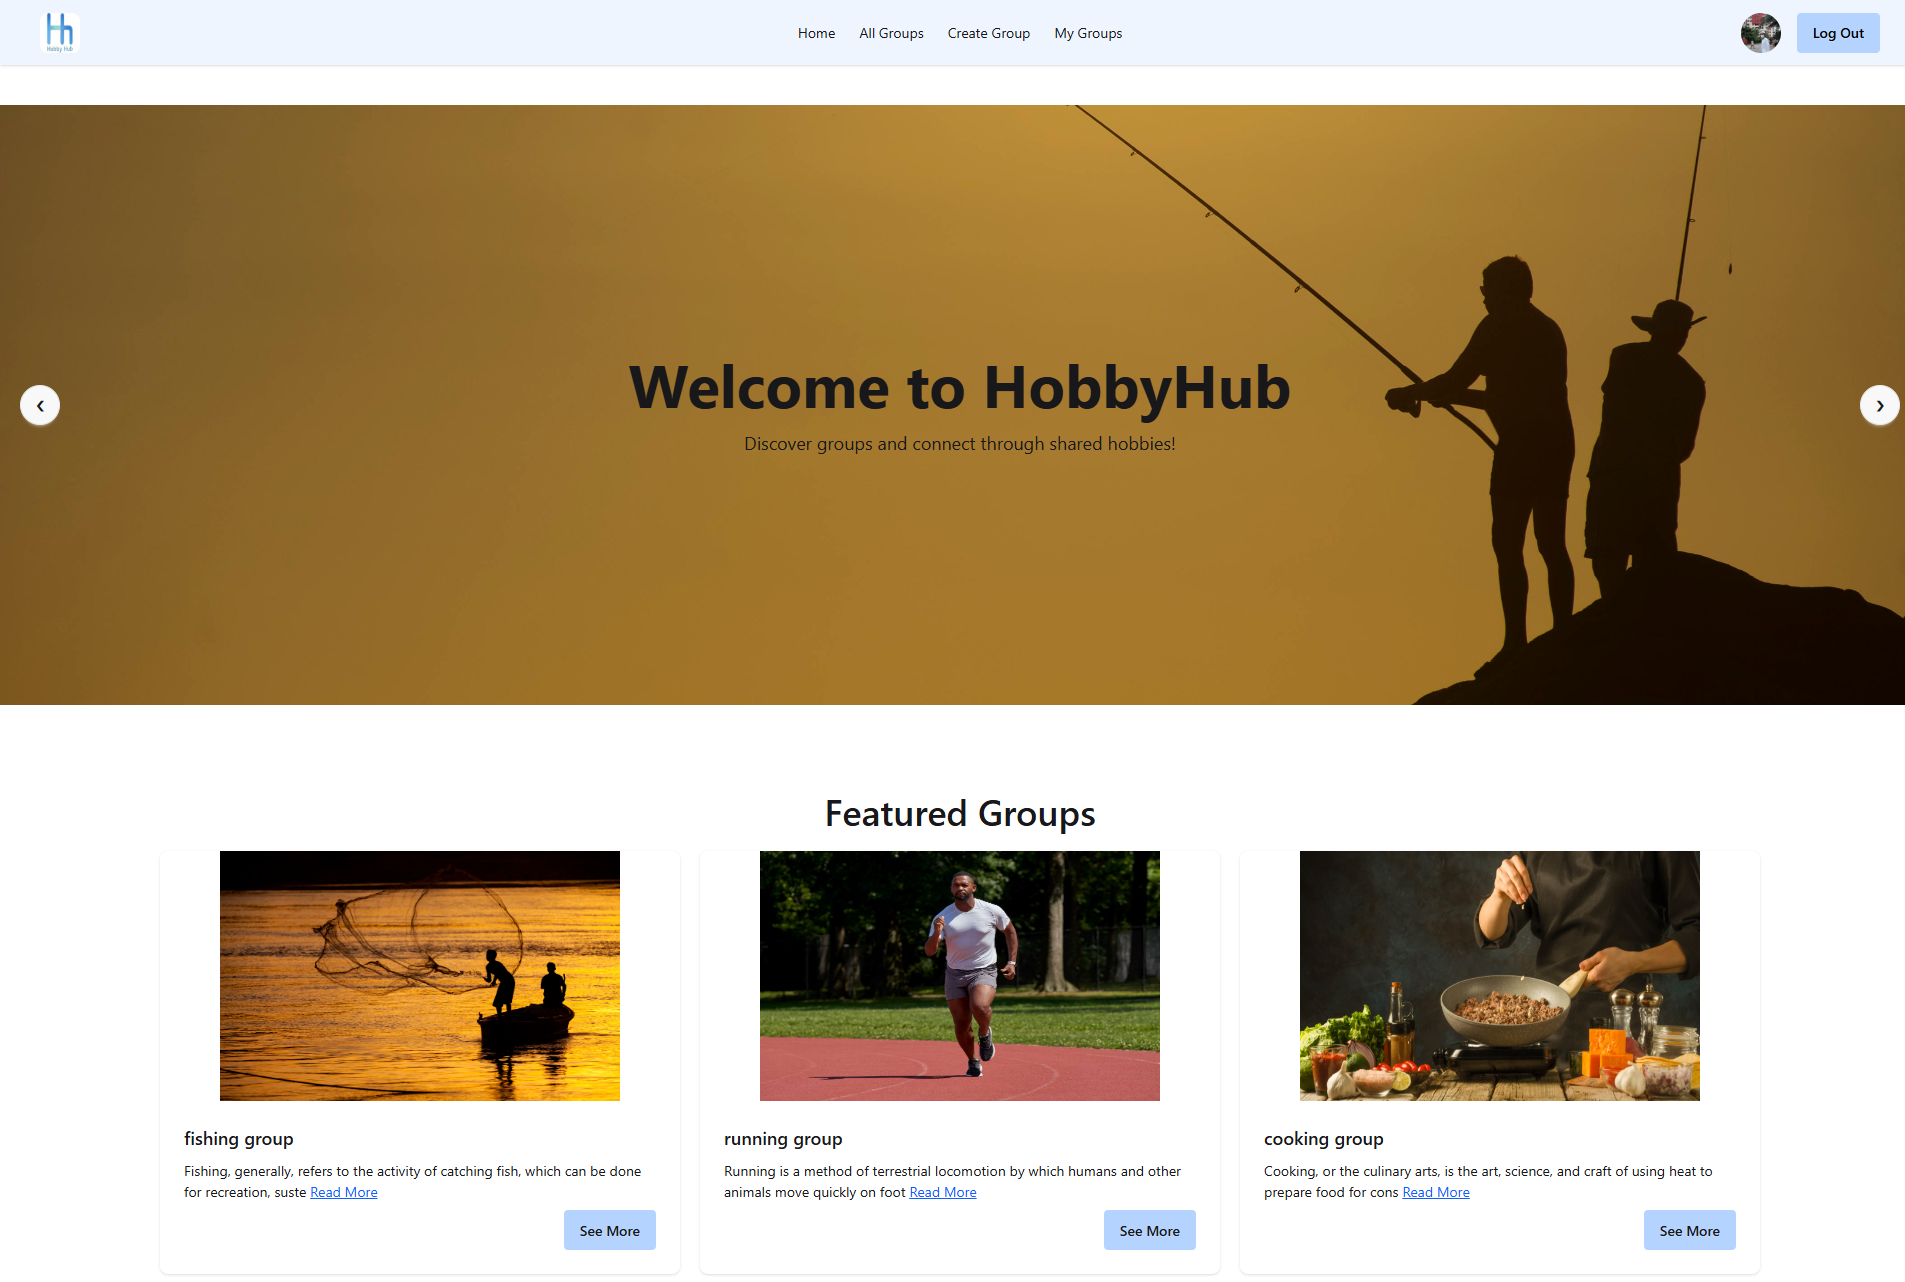 Hh
Hobby Hub
Home
All Groups
Create Group
My Groups
Log Out
Welcome to HobbyHub
Discover groups and connect through shared hobbies!
Featured Groups
fishing group
Fishing, generally, refers to the activity of catching fish, which can be done
for recreation, suste Read More
See More
running group
Running is a method of terrestrial locomotion by which humans and other
animals move quickly on foot Read More
See More
cooking group
Cooking, or the culinary arts, is the art, science, and craft of using heat to
prepare food for cons Read More
See More